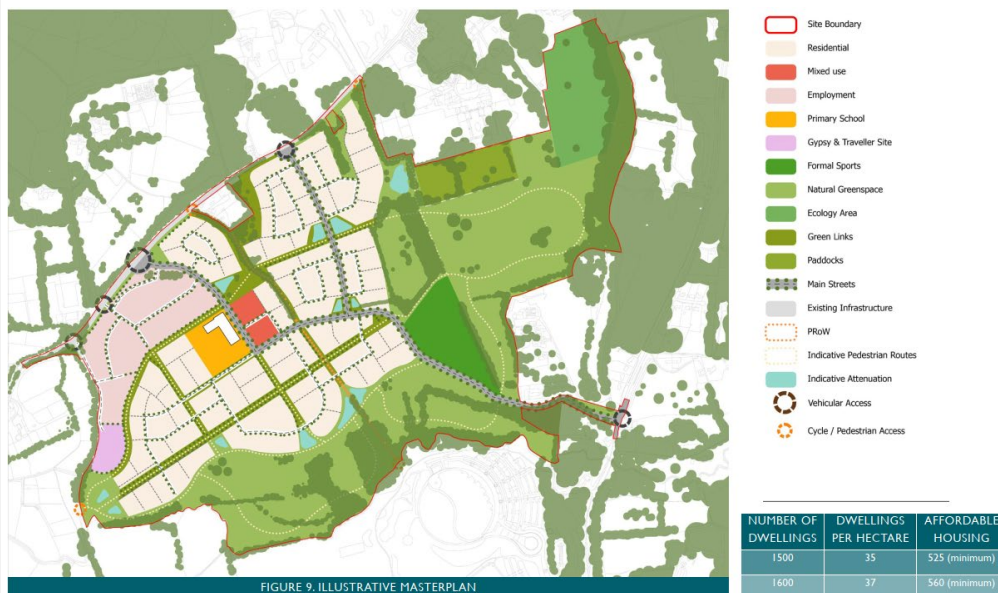 Site Boundary
Residential
Mixed use
Employment
Primary School
Gypsy & Traveller Site
Formal Sports
Natural Greenspace
Ecology Area
Green Links
Paddocks
Main Streets
Existing Infrastructure
PRoW
Indicative Pedestrian Routes
Indicative Attenuation
Vehicular Access
Cycle / Pedestrian Access
NUMBER OF DWELLINGS DWELLINGS PER HECTARE AFFORDABLE HOUSING
1500 35 525 (minimum)
1600 37 560 (minimum)
FIGURE 9. ILLUSTRATIVE MASTERPLAN